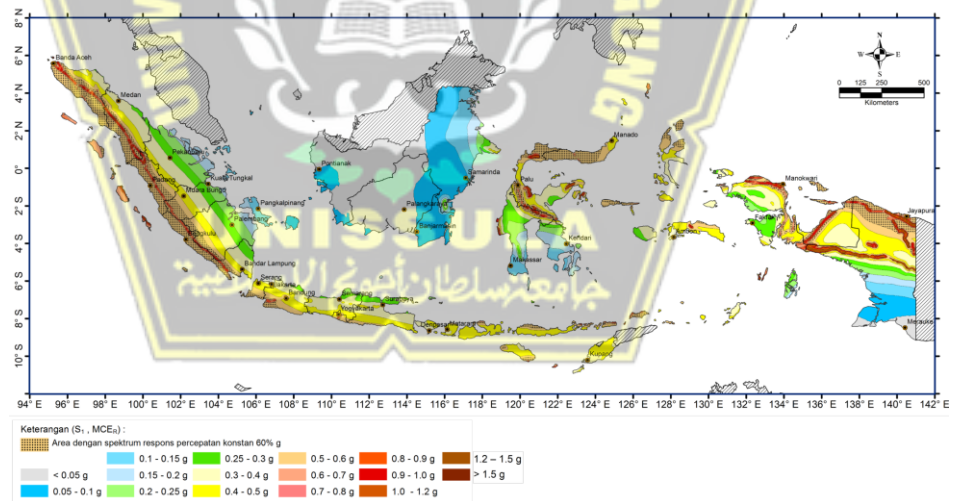 8° N
6° N
4° N
2° N
0°
2° S
4° S
6° S
8° S
10° S
94° E 96° E 98° E 100° E 102° E 104° E 106° E 108° E 110° E 112° E 114° E 116° E 118° E 120° E 122° E 124° E 126° E 128° E 130° E 132° E 134° E 136° E 138° E 140° E 142° E
N
W E
S
0 125 250 500
Kilometers
Banda Aceh
Medan
Manado
Pekanbaru
Pontianak
Samarinda
Palu
Manokwari
Padang
Kuala Tungkal
Muara Bungo
Pangkalpinang
Palangkaraya
Jayapura
Palembang
Banjarmasin
Bengkulu
Kendari
Ambon
Bandar Lampung
Makassar
Serang
Jakarta
Bandung
Semarang
Surabaya
Yogyakarta
Denpasar
Mataram
Merauke
Kupang
UNISSULA
جامعة سلطان أجونج الإسلامية
Keterangan (S₁ , MCE_R) :
Area dengan spektrum respons percepatan konstan 60% g
0.1 - 0.15 g 0.25 - 0.3 g 0.5 - 0.6 g 0.8 - 0.9 g 1.2 – 1.5 g
< 0.05 g 0.15 - 0.2 g 0.3 - 0.4 g 0.6 - 0.7 g 0.9 - 1.0 g > 1.5 g
0.05 - 0.1 g 0.2 - 0.25 g 0.4 - 0.5 g 0.7 - 0.8 g 1.0 - 1.2 g